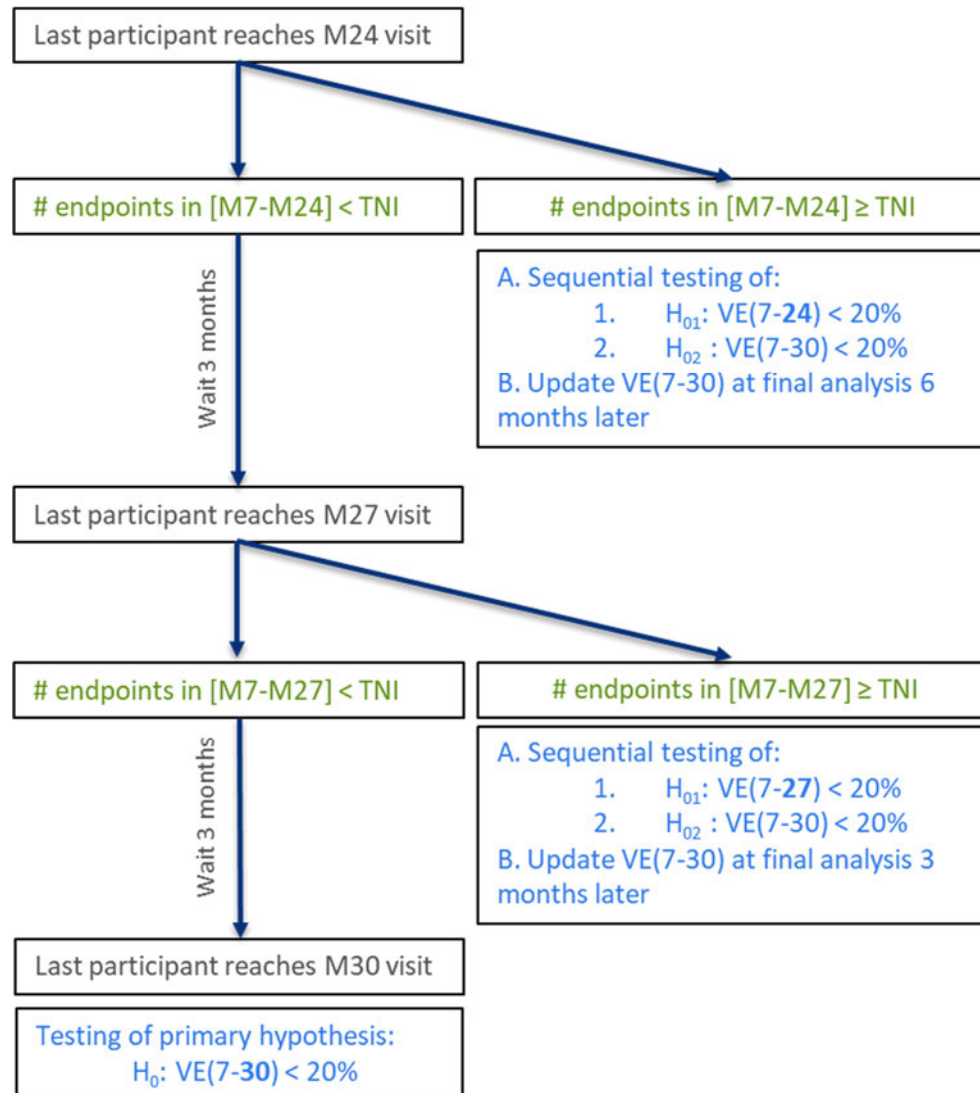 Last participant reaches M24 visit
# endpoints in [M7-M24] < TNI
# endpoints in [M7-M24] ≥ TNI
A. Sequential testing of:
1. H₀₁: VE(7-24) < 20%
2. H₀₂ : VE(7-30) < 20%
B. Update VE(7-30) at final analysis 6
months later
Wait 3 months
Last participant reaches M27 visit
# endpoints in [M7-M27] < TNI
# endpoints in [M7-M27] ≥ TNI
A. Sequential testing of:
1. H₀₁: VE(7-27) < 20%
2. H₀₂ : VE(7-30) < 20%
B. Update VE(7-30) at final analysis 3
months later
Wait 3 months
Last participant reaches M30 visit
Testing of primary hypothesis:
H₀: VE(7-30) < 20%